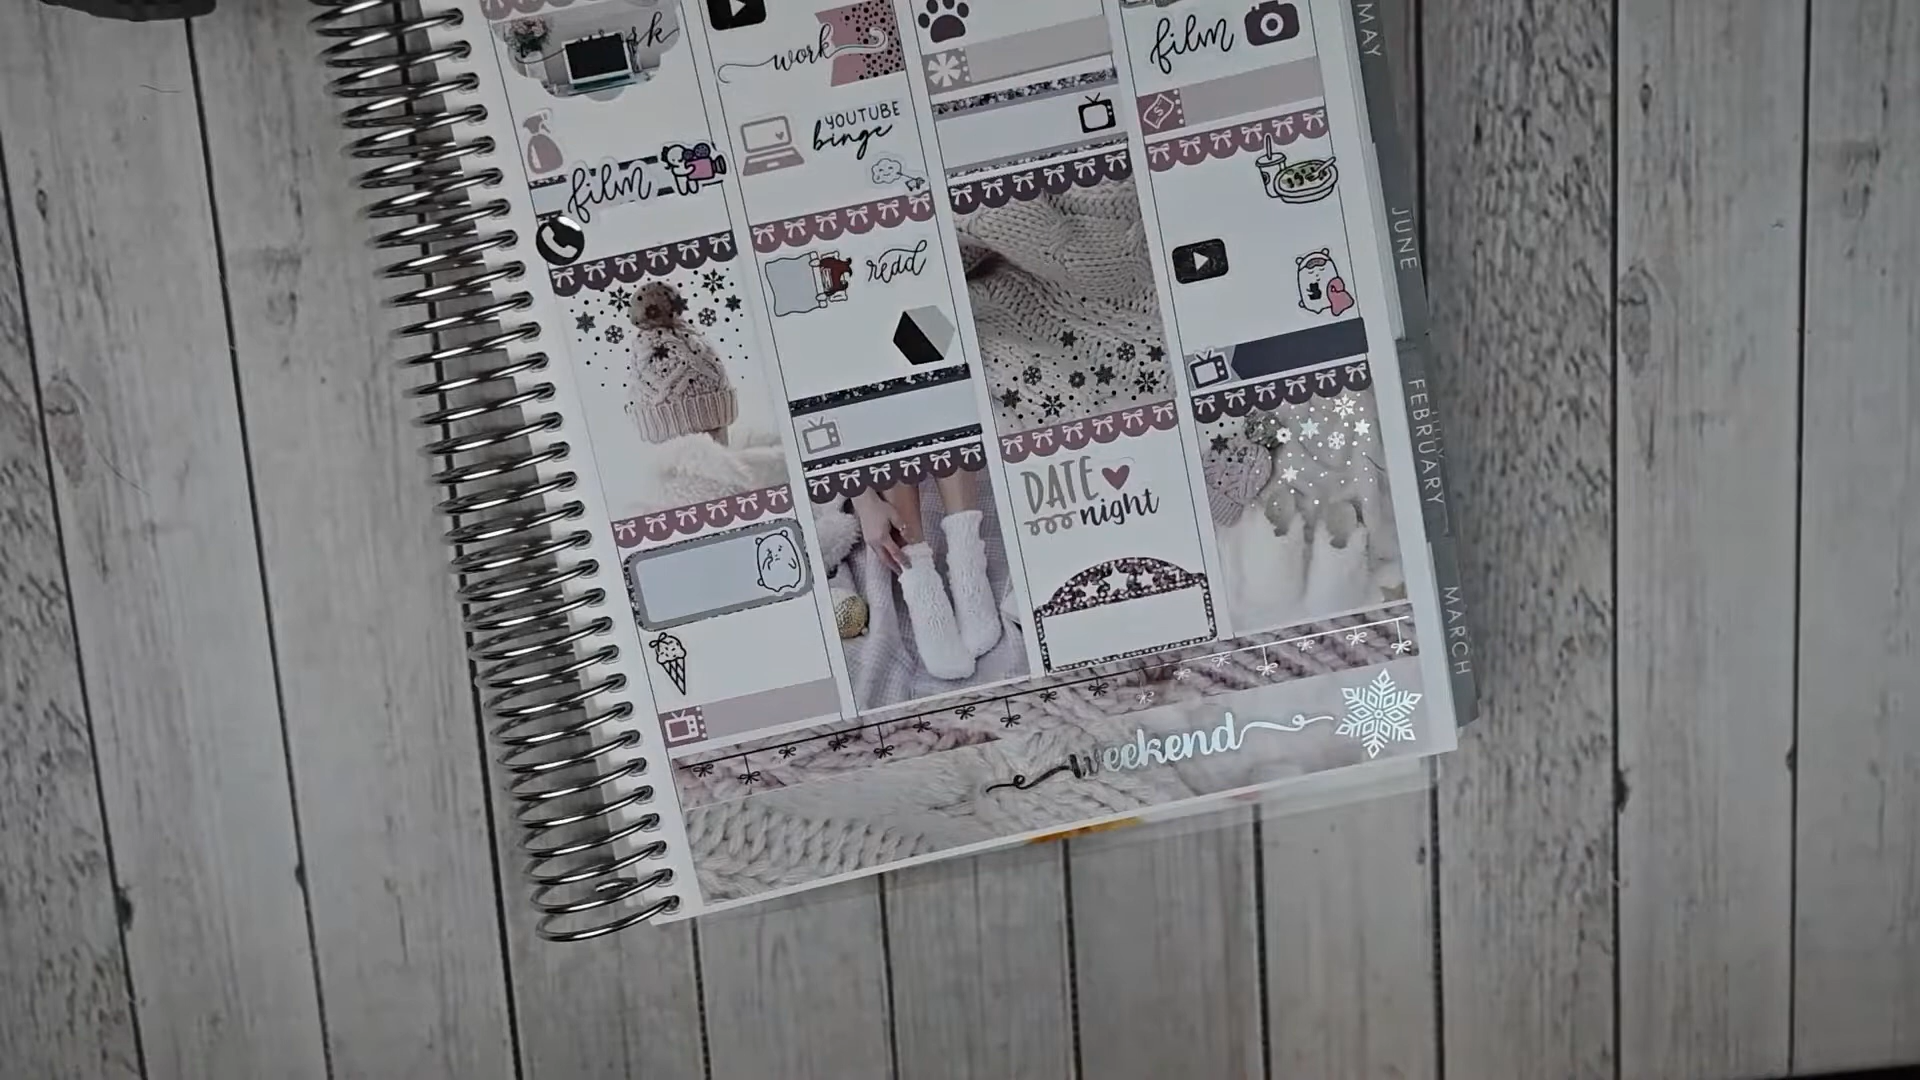 work
work
film
MAY
YOUTUBE
binge
film
read
JUNE
FEBRUARY
DATE
night
MARCH
weekend